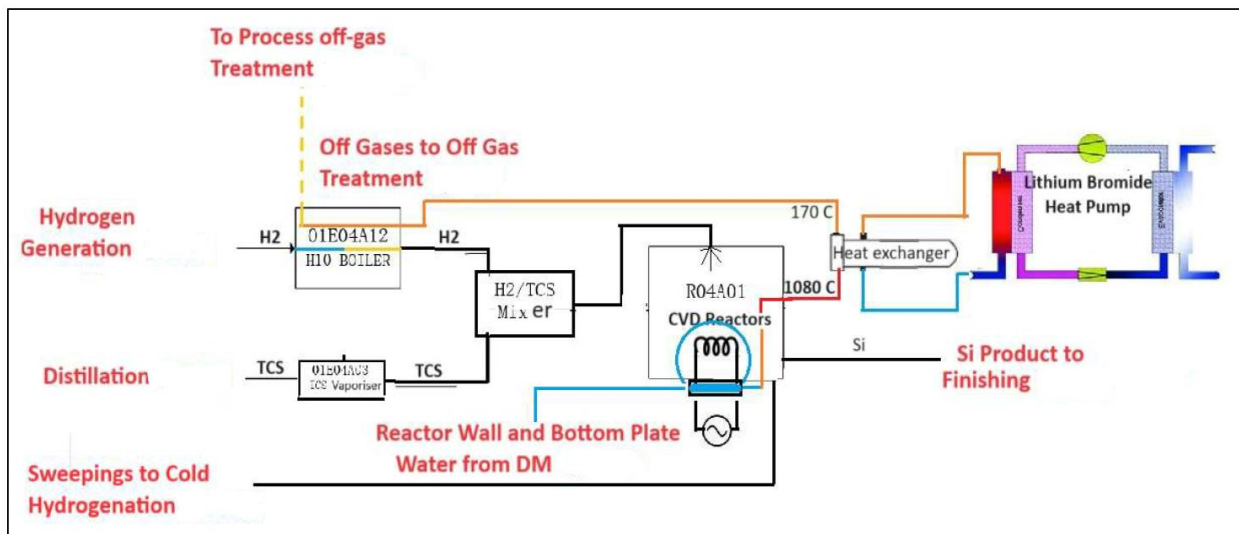 To Process off-gas
Treatment
Off Gases to Off Gas
Treatment
Hydrogen
Generation
H2
01E04A12
H10 BOILER
H2
H2/TCS
Mixer
170 C
Heat exchanger
Lithium Bromide
Heat Pump
R04A01
CVD Reactors
1080 C
Si
Si Product to
Finishing
Distillation
TCS
01E04A03
TCS Vaporiser
TCS
Reactor Wall and Bottom Plate
Water from DM
Sweepings to Cold
Hydrogenation